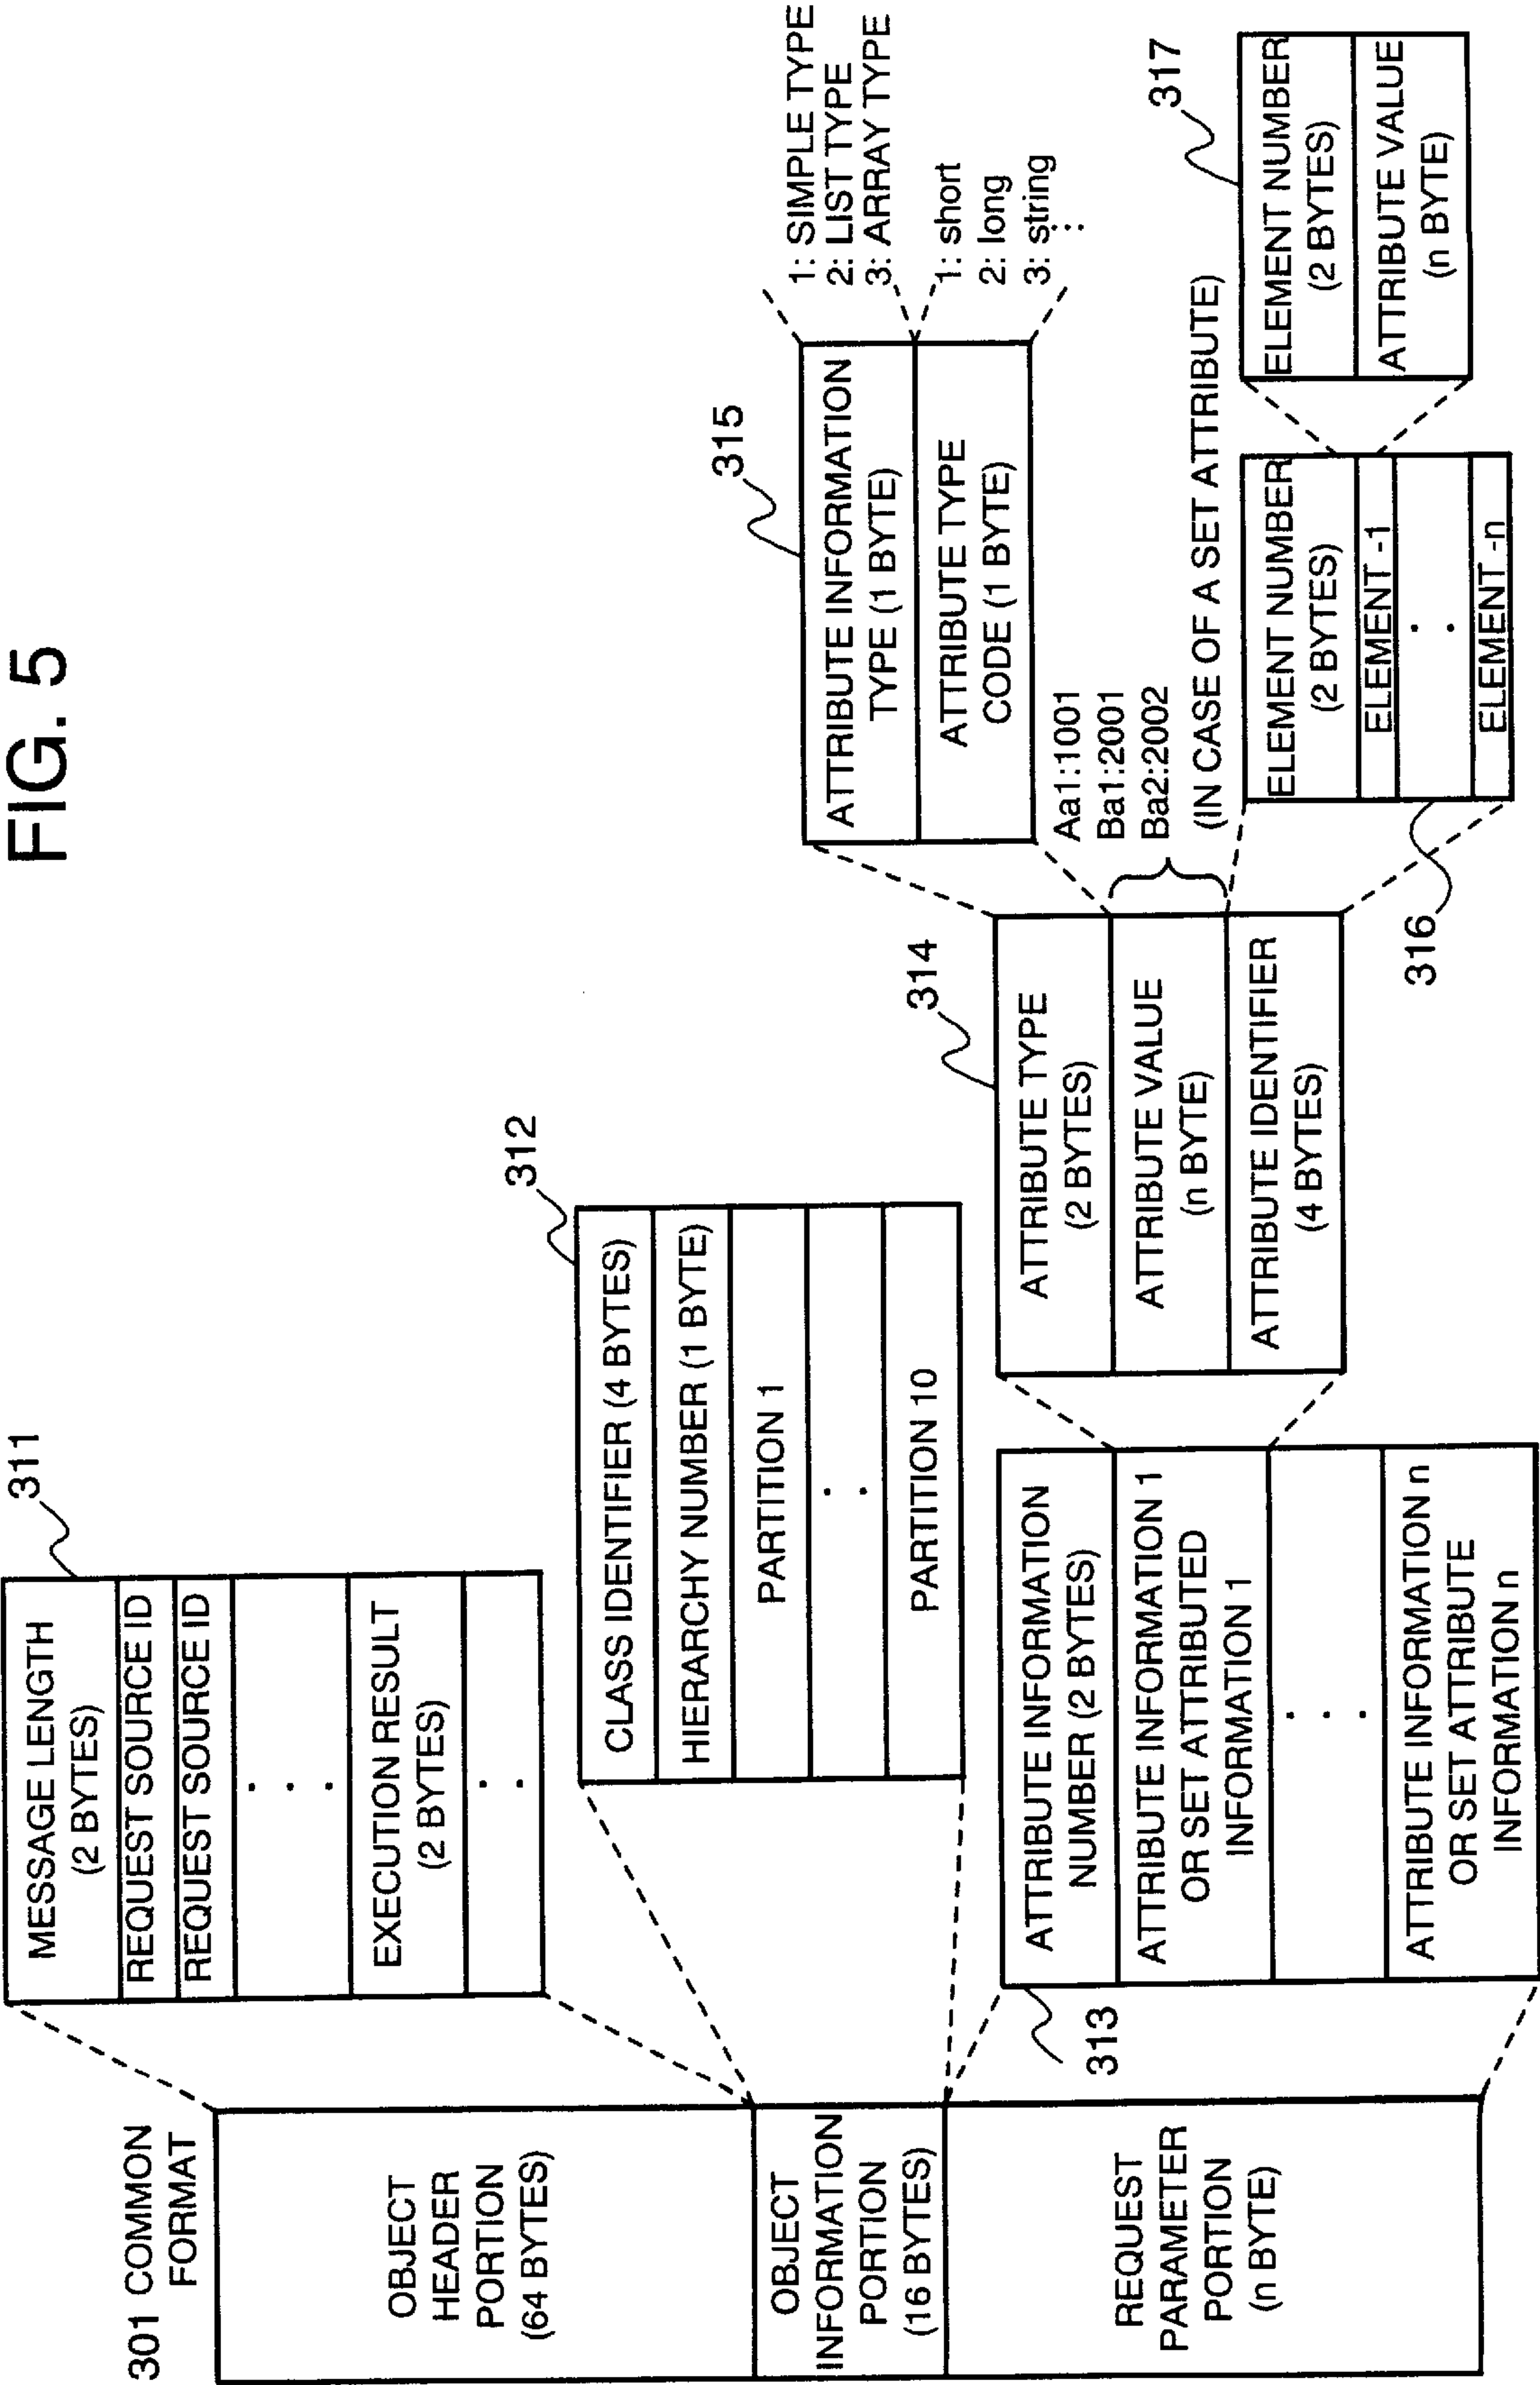 FIG. 5
301 COMMON
FORMAT
OBJECT
HEADER
PORTION
(64 BYTES)
OBJECT
INFORMATION
PORTION
(16 BYTES)
REQUEST
PARAMETER
PORTION
(n BYTE)
311
MESSAGE LENGTH
(2 BYTES)
REQUEST SOURCE ID
REQUEST SOURCE ID
. . .
EXECUTION RESULT
(2 BYTES)
. .
312
CLASS IDENTIFIER (4 BYTES)
HIERARCHY NUMBER (1 BYTE)
PARTITION 1
. .
PARTITION 10
313
ATTRIBUTE INFORMATION
NUMBER (2 BYTES)
ATTRIBUTE INFORMATION 1
OR SET ATTRIBUTED
INFORMATION 1
. . .
ATTRIBUTE INFORMATION n
OR SET ATTRIBUTE
INFORMATION n
314
ATTRIBUTE TYPE
(2 BYTES)
ATTRIBUTE VALUE
(n BYTE)
ATTRIBUTE IDENTIFIER
(4 BYTES)
315
ATTRIBUTE INFORMATION
TYPE (1 BYTE)
ATTRIBUTE TYPE
CODE (1 BYTE)
1: SIMPLE TYPE
2: LIST TYPE
3: ARRAY TYPE
1: short
2: long
3: string
:
Aa1:1001
Ba1:2001
Ba2:2002
(IN CASE OF A SET ATTRIBUTE)
316
ELEMENT NUMBER
(2 BYTES)
ELEMENT -1
. .
ELEMENT -n
317
ELEMENT NUMBER
(2 BYTES)
ATTRIBUTE VALUE
(n BYTE)